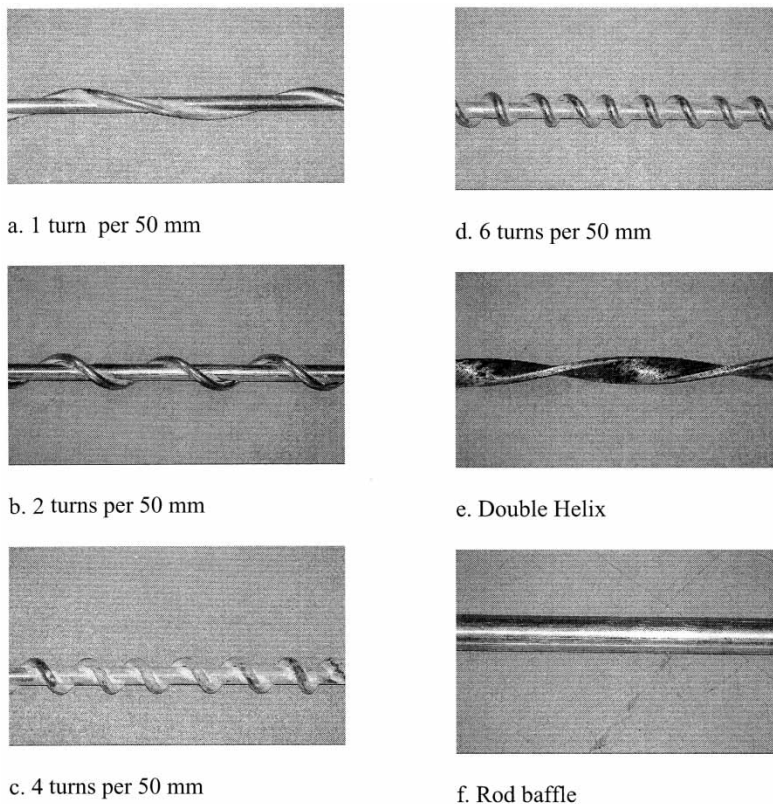 a. 1 turn per 50 mm
b. 2 turns per 50 mm
c. 4 turns per 50 mm
d. 6 turns per 50 mm
e. Double Helix
f. Rod baffle